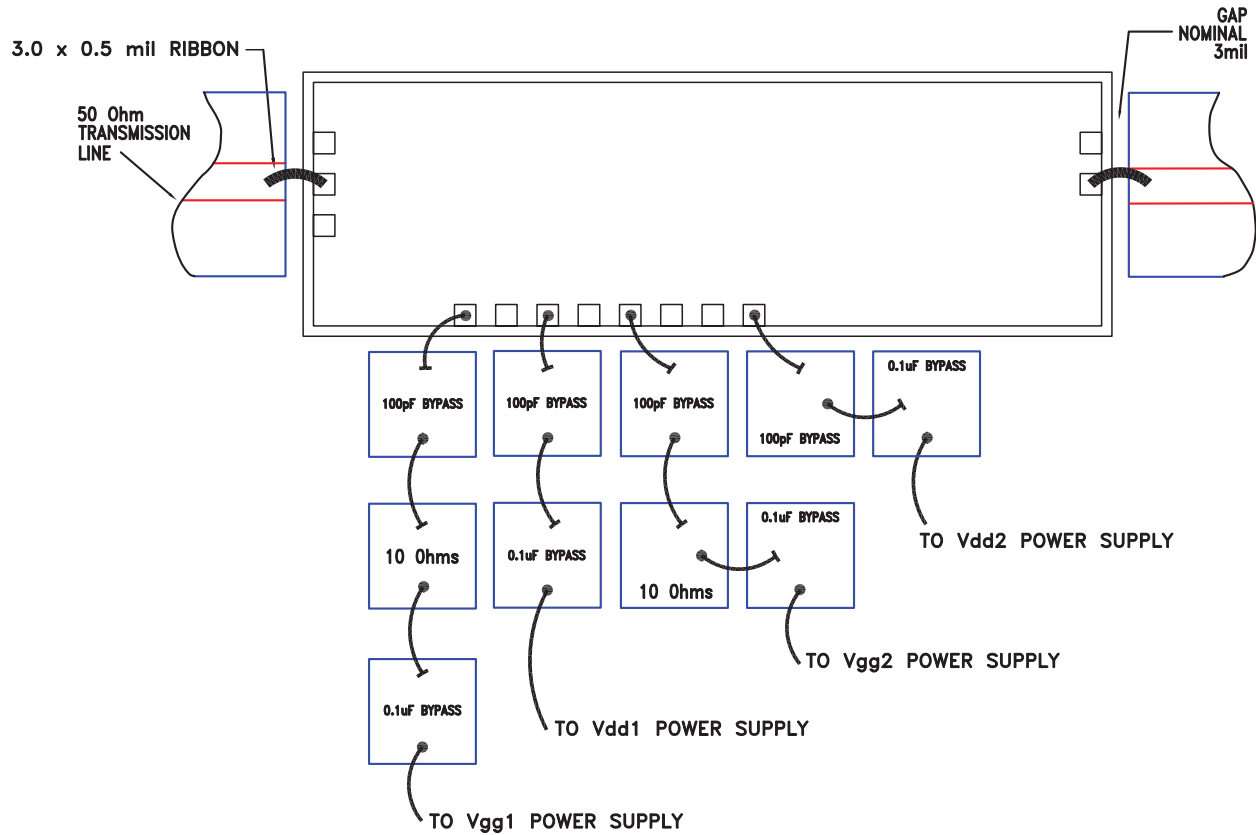 GAP
NOMINAL
3mil
3.0 x 0.5 mil RIBBON
50 Ohm
TRANSMISSION
LINE
100pF BYPASS
100pF BYPASS
100pF BYPASS
100pF BYPASS
0.1uF BYPASS
10 Ohms
0.1uF BYPASS
10 Ohms
0.1uF BYPASS
TO Vdd2 POWER SUPPLY
TO Vgg2 POWER SUPPLY
0.1uF BYPASS
TO Vdd1 POWER SUPPLY
TO Vgg1 POWER SUPPLY